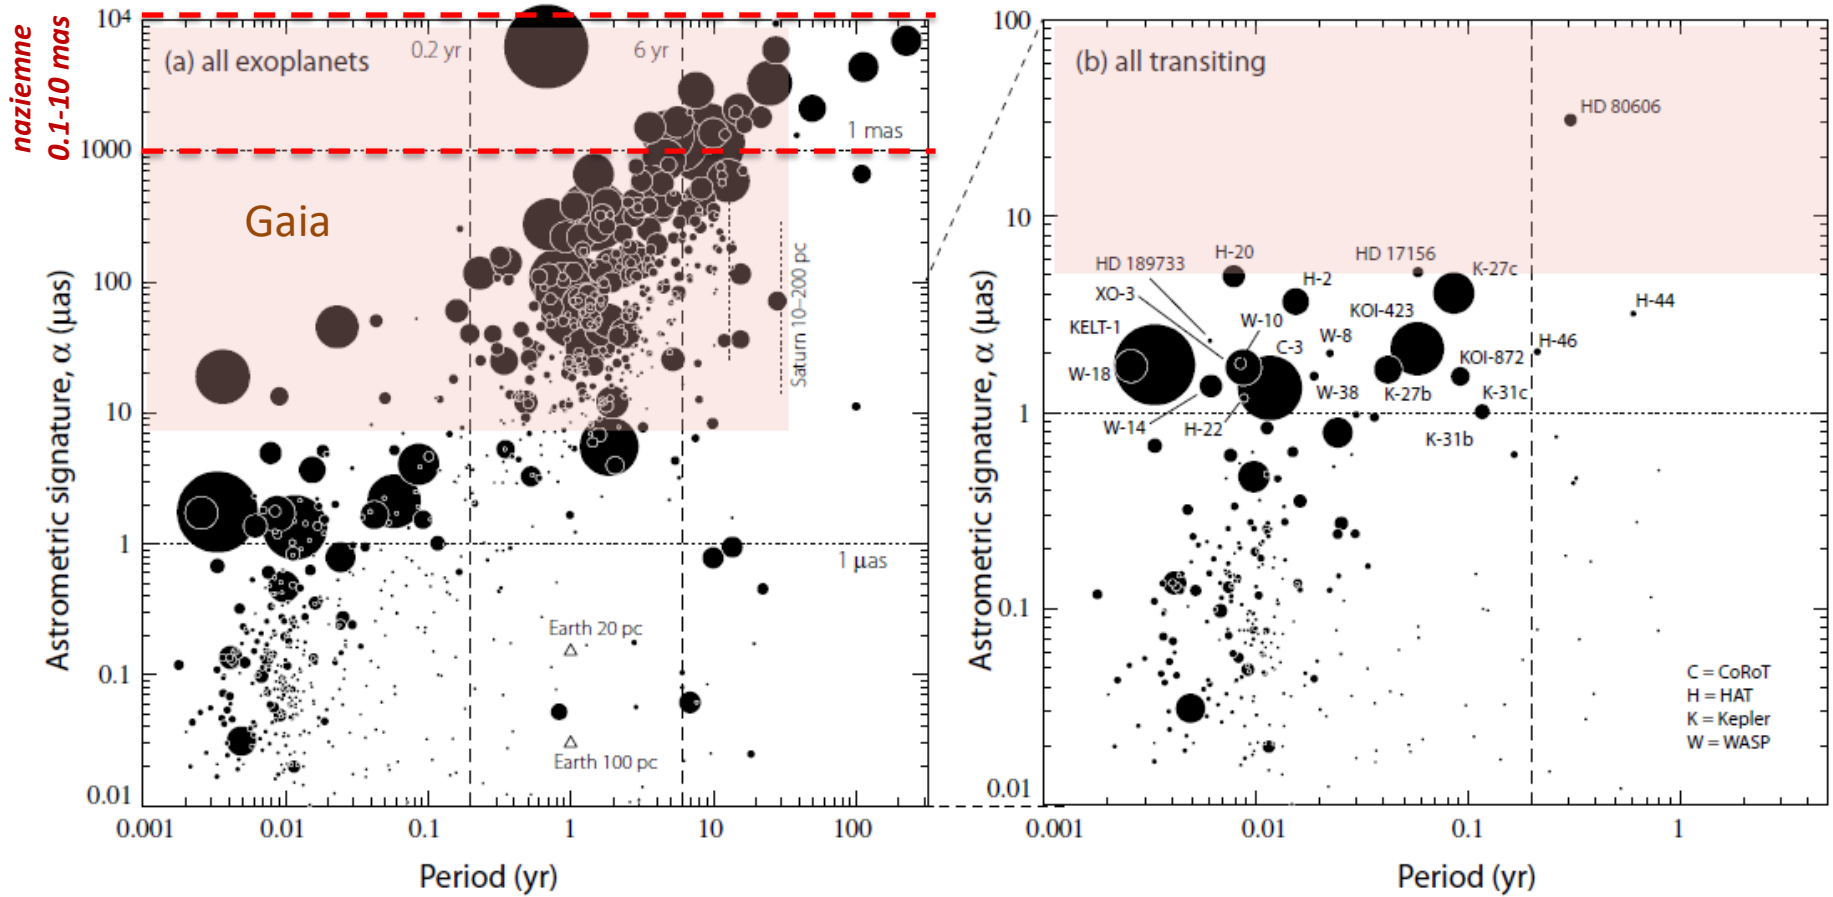 naziemne
0.1-10 mas
Astrometric signature, α (μas)
10⁴
1000
100
10
1
0.1
0.01
(a) all exoplanets
0.2 yr
6 yr
1 mas
Gaia
Saturn 10–200 pc
1 μas
Earth 20 pc
Earth 100 pc
0.001
0.01
0.1
1
10
100
Period (yr)
Astrometric signature, α (μas)
100
10
1
0.1
0.01
(b) all transiting
HD 80606
H-20
HD 17156
K-27c
HD 189733
XO-3
H-2
KOI-423
H-44
KELT-1
W-10
W-8
H-46
C-3
KOI-872
W-18
W-38
K-27b
K-31c
W-14
H-22
K-31b
C = CoRoT
H = HAT
K = Kepler
W = WASP
0.001
0.01
0.1
1
Period (yr)